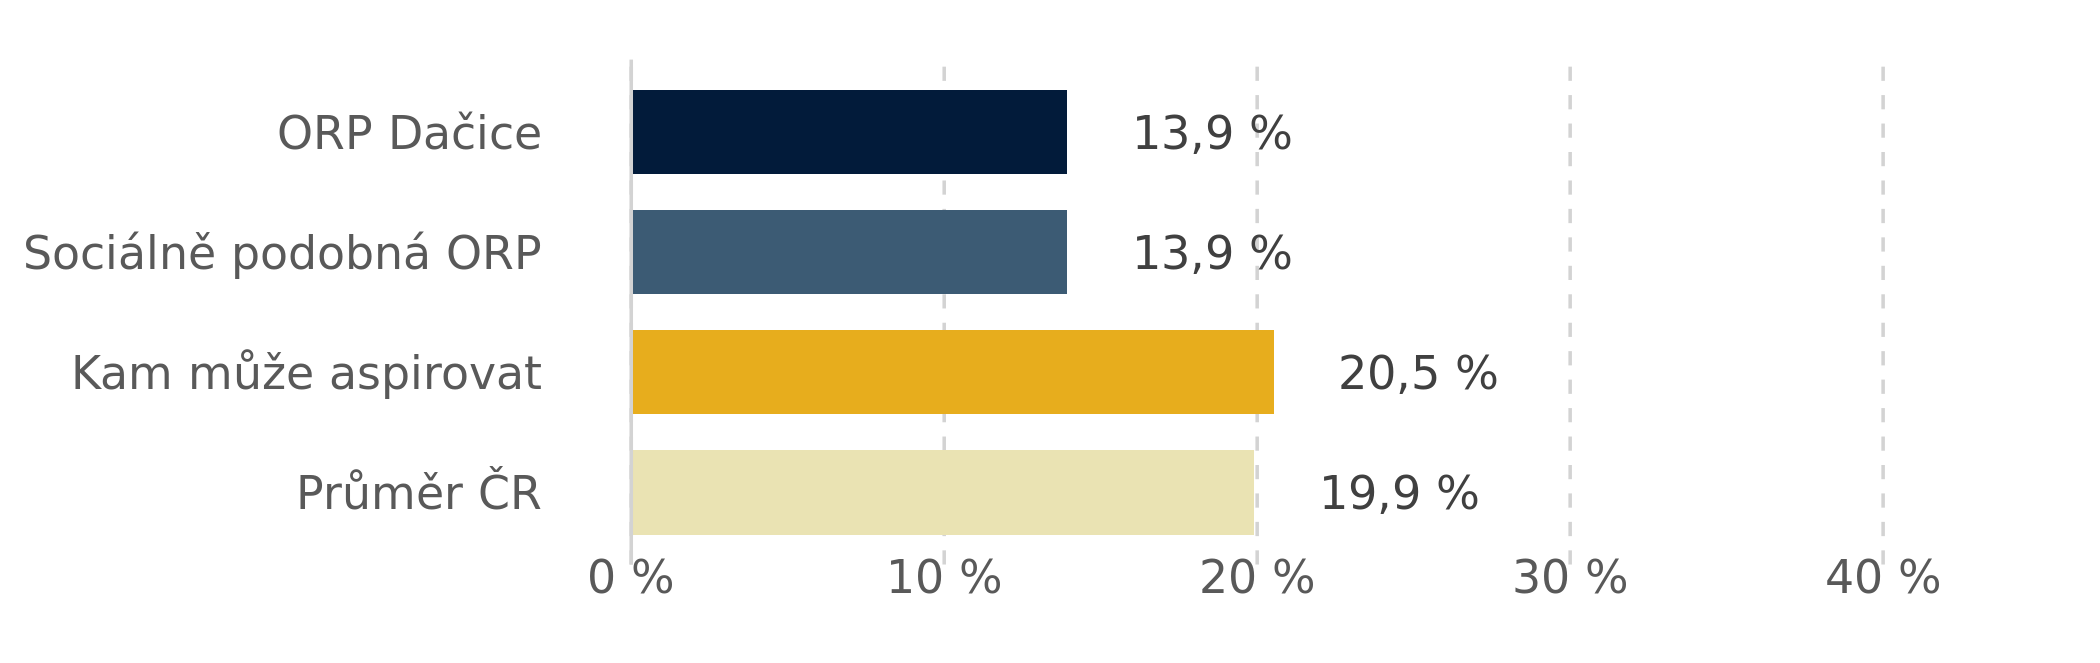 ORP Dačice 13,9 %
Sociálně podobná ORP 13,9 %
Kam může aspirovat 20,5 %
Průměr ČR 19,9 %
0 % 10 % 20 % 30 % 40 %